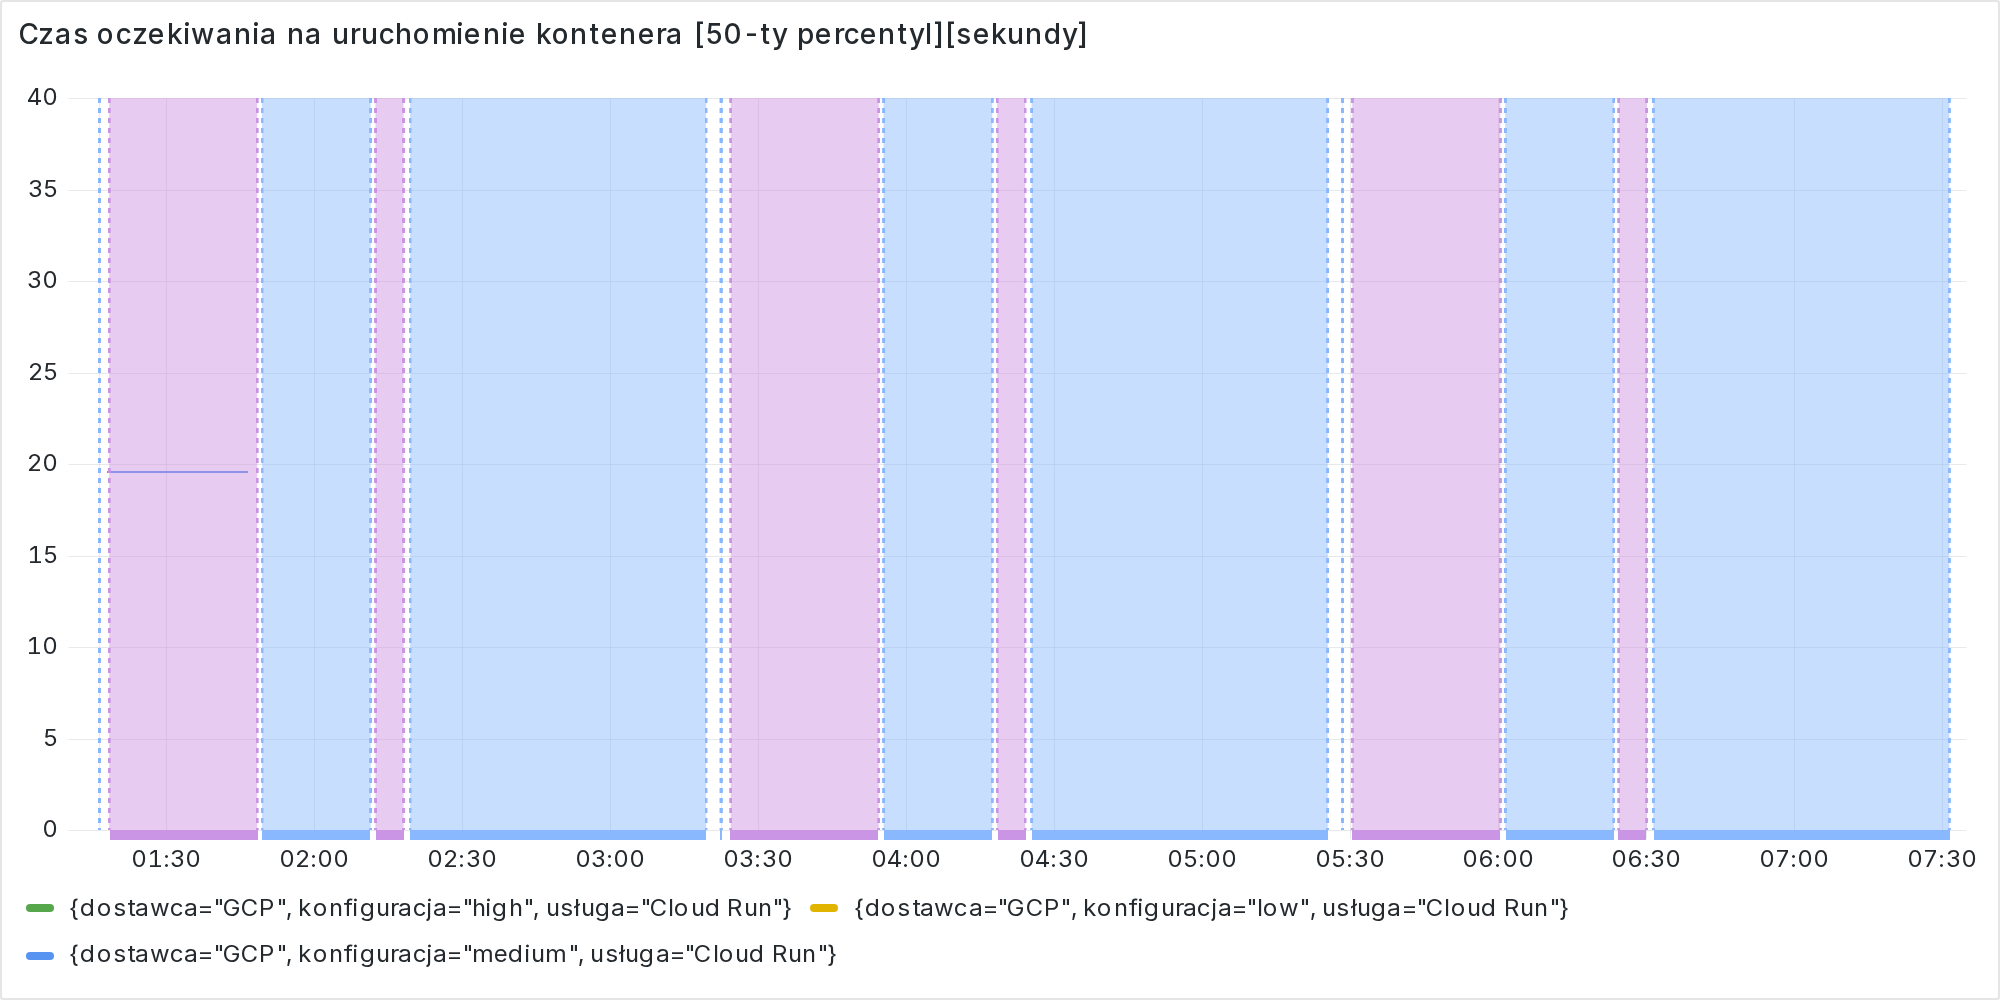 Czas oczekiwania na uruchomienie kontenera [50-ty percentyl][sekundy]
40
35
30
25
20
15
10
5
0
01:30 02:00 02:30 03:00 03:30 04:00 04:30 05:00 05:30 06:00 06:30 07:00 07:30
{dostawca="GCP", konfiguracja="high", usługa="Cloud Run"} {dostawca="GCP", konfiguracja="low", usługa="Cloud Run"}
{dostawca="GCP", konfiguracja="medium", usługa="Cloud Run"}